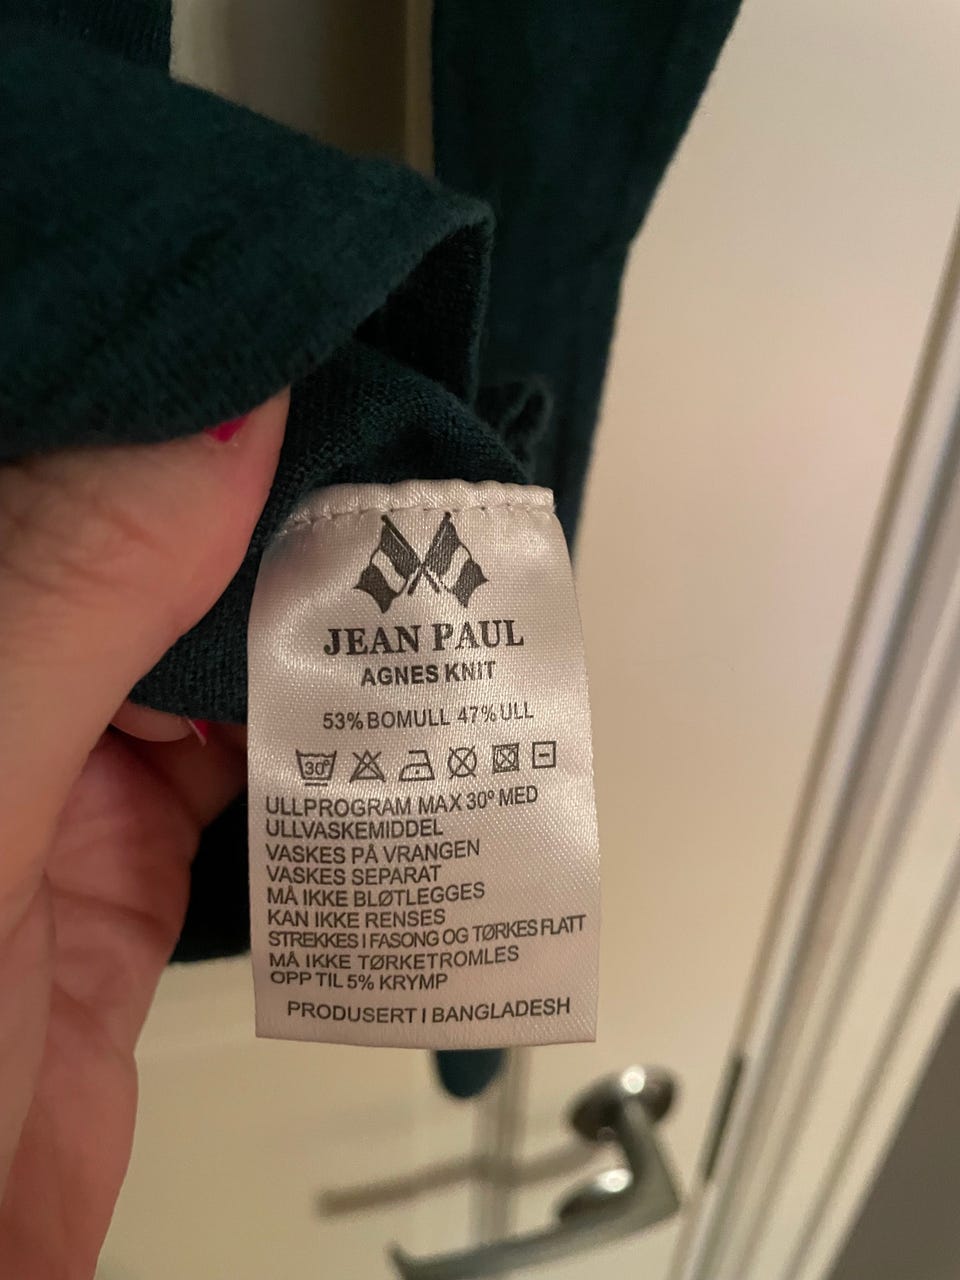 JEAN PAUL
AGNES KNIT
53% BOMULL 47% ULL
30°
ULLPROGRAM MAX 30° MED
ULLVASKEMIDDEL
VASKES PÅ VRANGEN
VASKES SEPARAT
MÅ IKKE BLØTLEGGES
KAN IKKE RENSES
STREKKES I FASONG OG TØRKES FLATT
MÅ IKKE TØRKETROMLES
OPP TIL 5% KRYMP
PRODUSERT I BANGLADESH